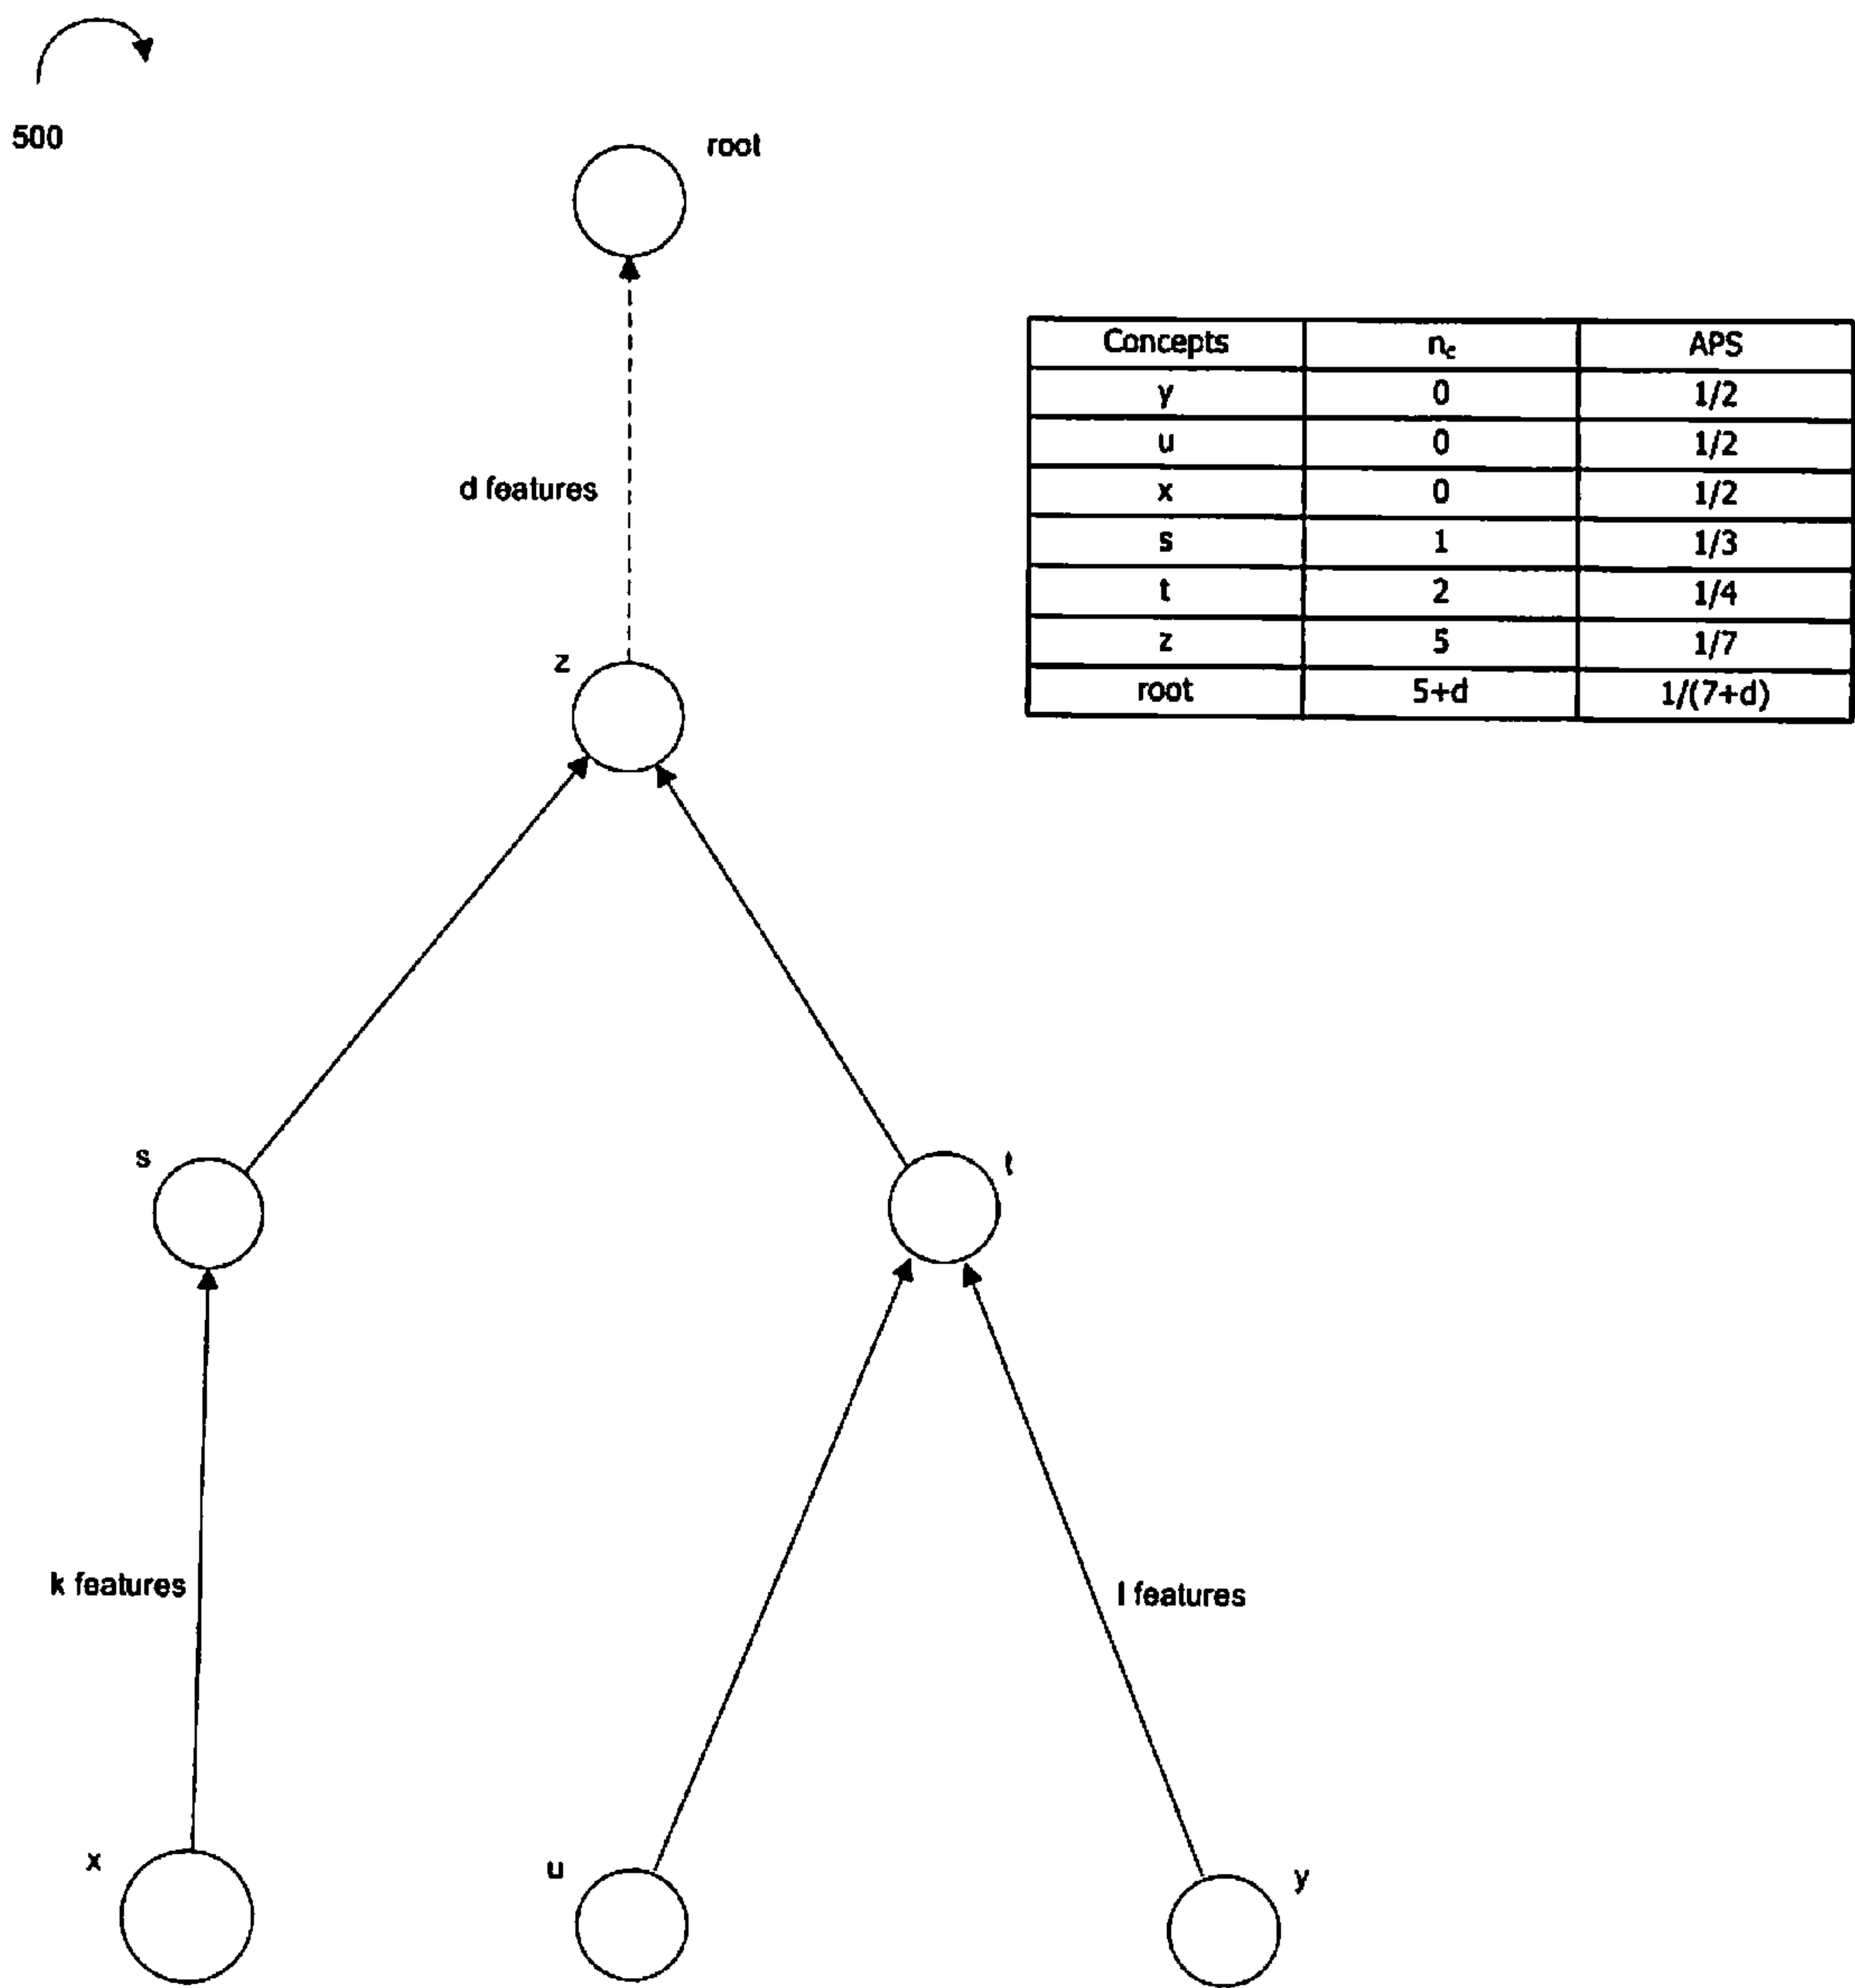 500
root
Concepts n_c APS
y 0 1/2
u 0 1/2
x 0 1/2
s 1 1/3
t 2 1/4
z 5 1/7
root 5+d 1/(7+d)
d features
z
s
t
k features
l features
x
u
y